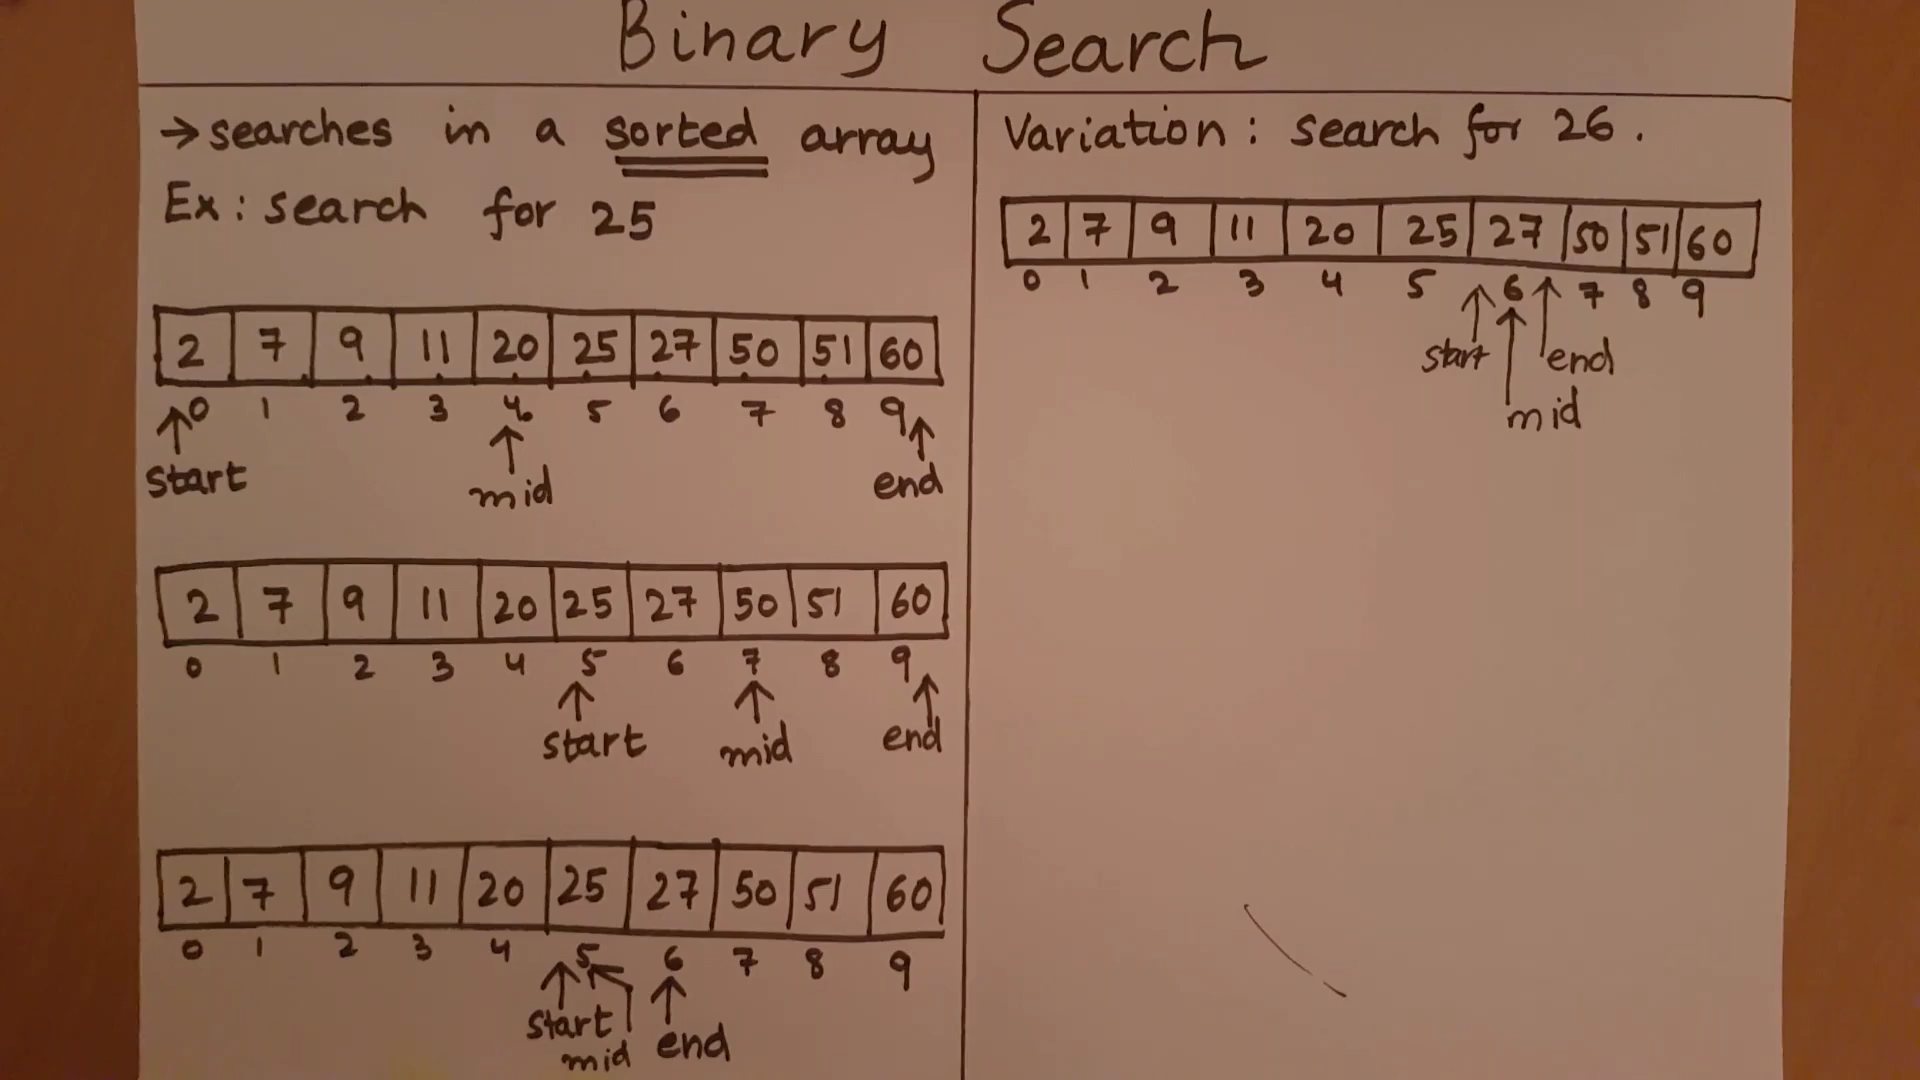 Binary Search
→ searches in a sorted array
Ex: search for 25
2 7 9 11 20 25 27 50 51 60
0 1 2 3 4 5 6 7 8 9
start mid end
2 7 9 11 20 25 27 50 51 60
0 1 2 3 4 5 6 7 8 9
start mid end
2 7 9 11 20 25 27 50 51 60
0 1 2 3 4 5 6 7 8 9
start mid end
Variation: search for 26.
2 7 9 11 20 25 27 50 51 60
0 1 2 3 4 5 6 7 8 9
start end
mid